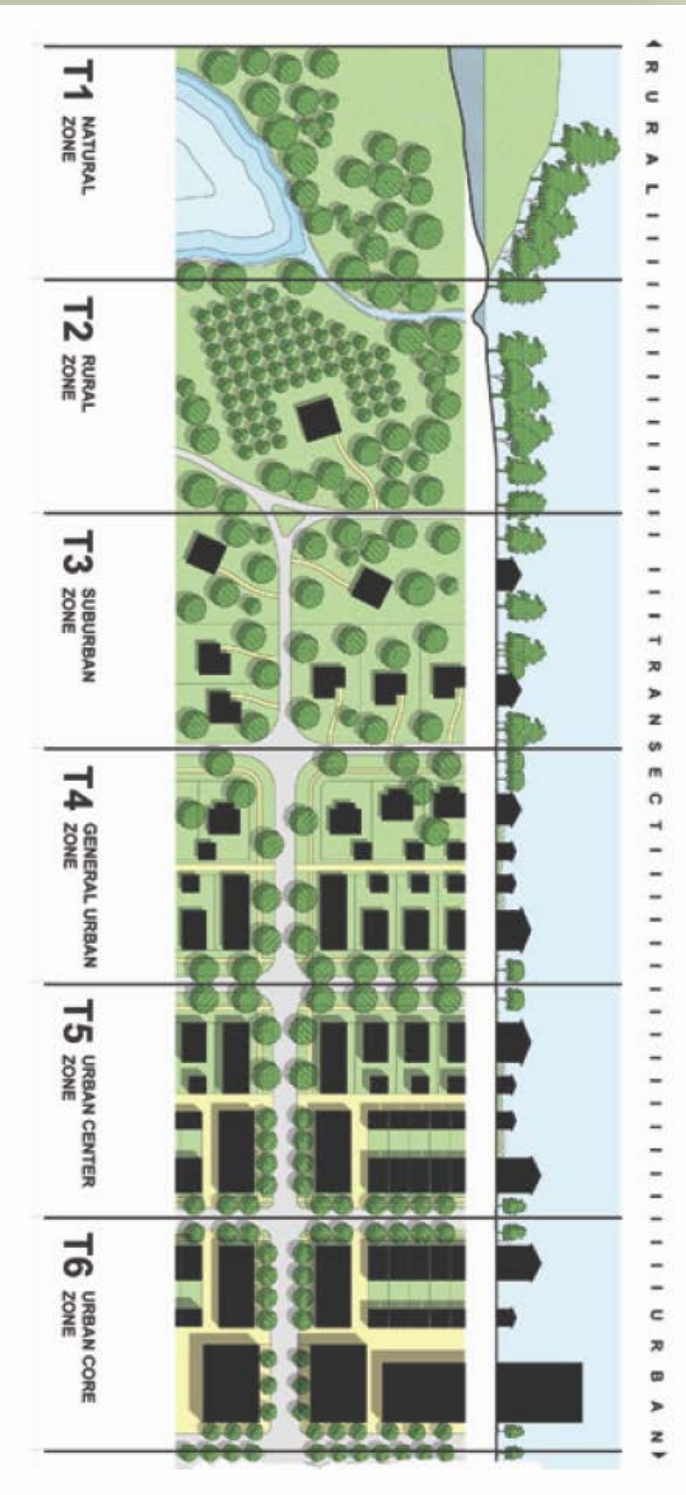 RURAL I I I I I I I I I I I I I I TRANSECT I I I I I I I I I I I I I I URBAN
T1
NATURAL
ZONE
T2
RURAL
ZONE
T3
SUBURBAN
ZONE
T4
GENERAL URBAN
ZONE
T5
URBAN CENTER
ZONE
T6
URBAN CORE
ZONE